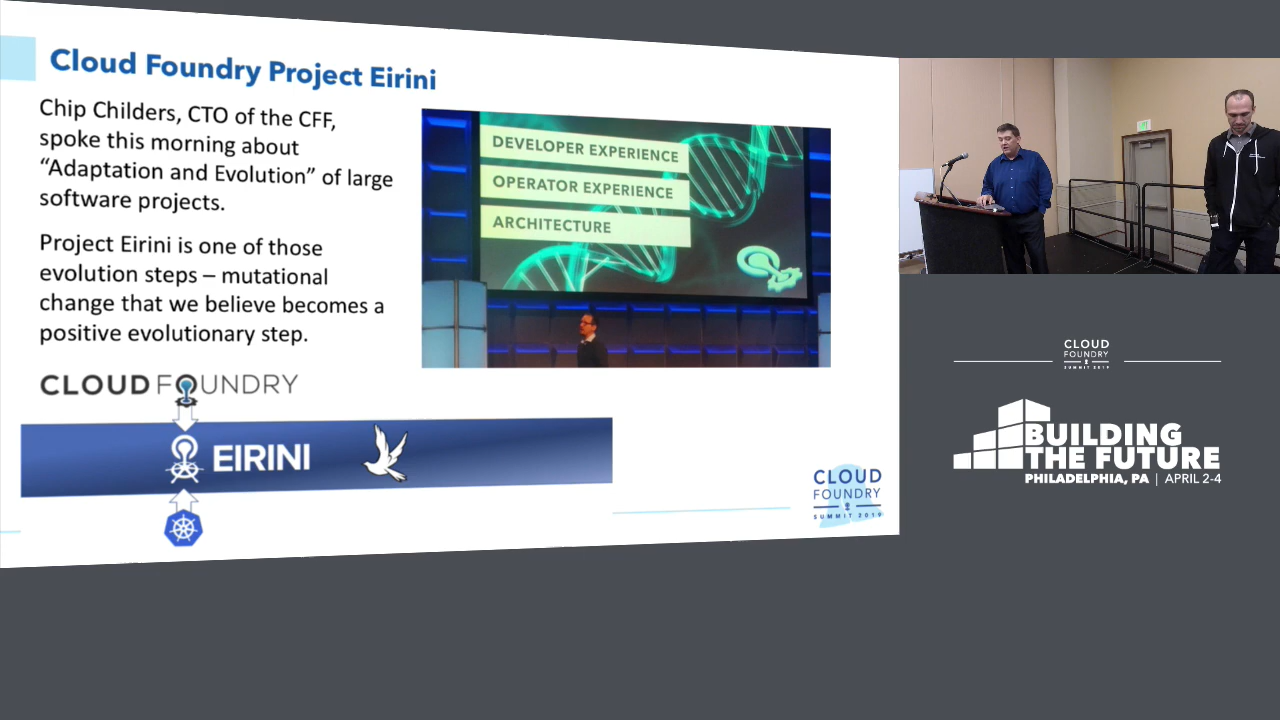 Cloud Foundry Project Eirini
Chip Childers, CTO of the CFF,
spoke this morning about
“Adaptation and Evolution” of large
software projects.
Project Eirini is one of those
evolution steps – mutational
change that we believe becomes a
positive evolutionary step.
DEVELOPER EXPERIENCE
OPERATOR EXPERIENCE
ARCHITECTURE
CLOUD FOUNDRY
EIRINI
CLOUD
FOUNDRY
SUMMIT 2019
CLOUD
FOUNDRY
SUMMIT 2019
BUILDING
THE FUTURE
PHILADELPHIA, PA | APRIL 2-4